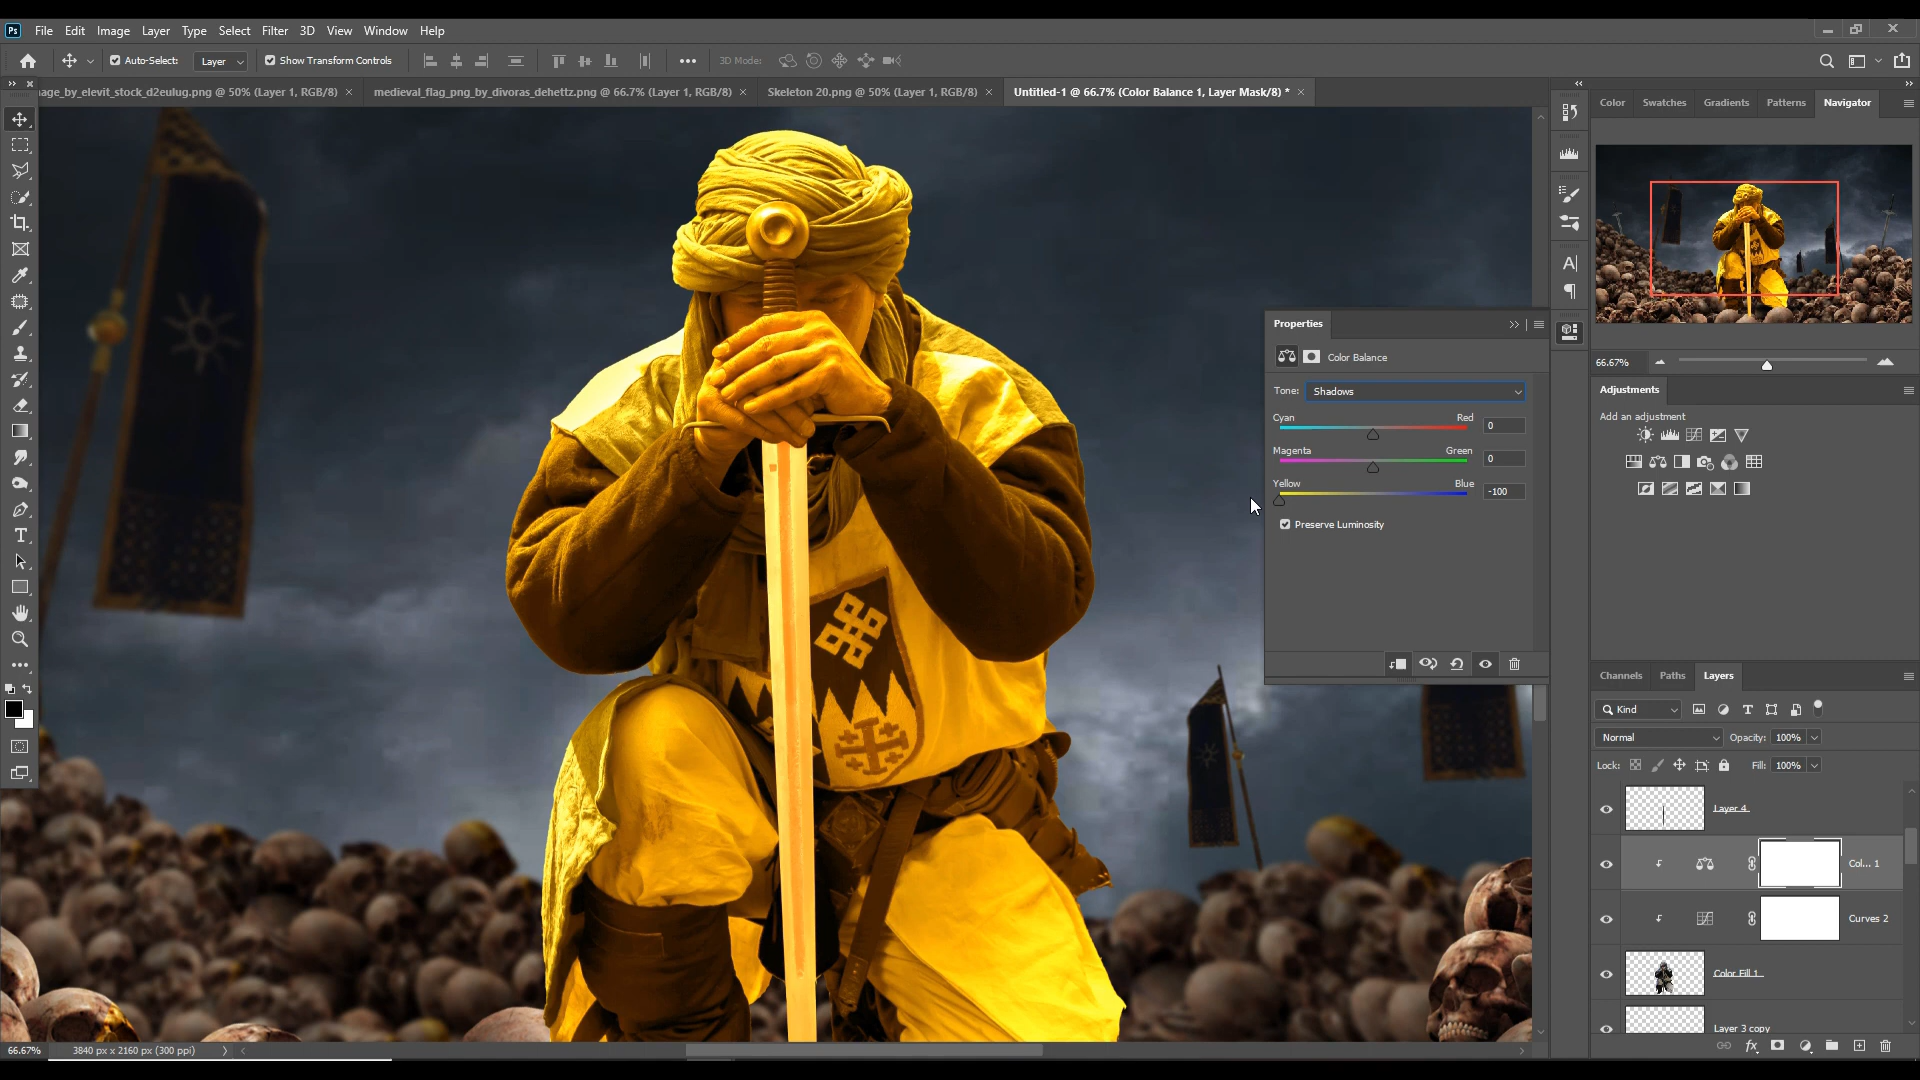 Ps File Edit Image Layer Type Select Filter 3D View Window Help
Auto-Select: Layer Show Transform Controls 3D Mode:
age_by_elevit_stock_d2eulug.png @ 50% (Layer 1, RGB/8) × medieval_flag_png_by_divoras_dehettz.png @ 66.7% (Layer 1, RGB/8) × Skeleton 20.png @ 50% (Layer 1, RGB/8) × Untitled-1 @ 66.7% (Color Balance 1, Layer Mask/8) * ×
Color Swatches Gradients Patterns Navigator
Properties
Color Balance
Tone: Shadows
Cyan Red 0
Magenta Green 0
Yellow Blue -100
Preserve Luminosity
66.67%
Adjustments
Add an adjustment
Channels Paths Layers
Kind
Normal Opacity: 100%
Lock: Fill: 100%
Layer 4
Col... 1
Curves 2
Color Fill 1
Layer 3 copy
66.67% 3840 px x 2160 px (300 ppi)